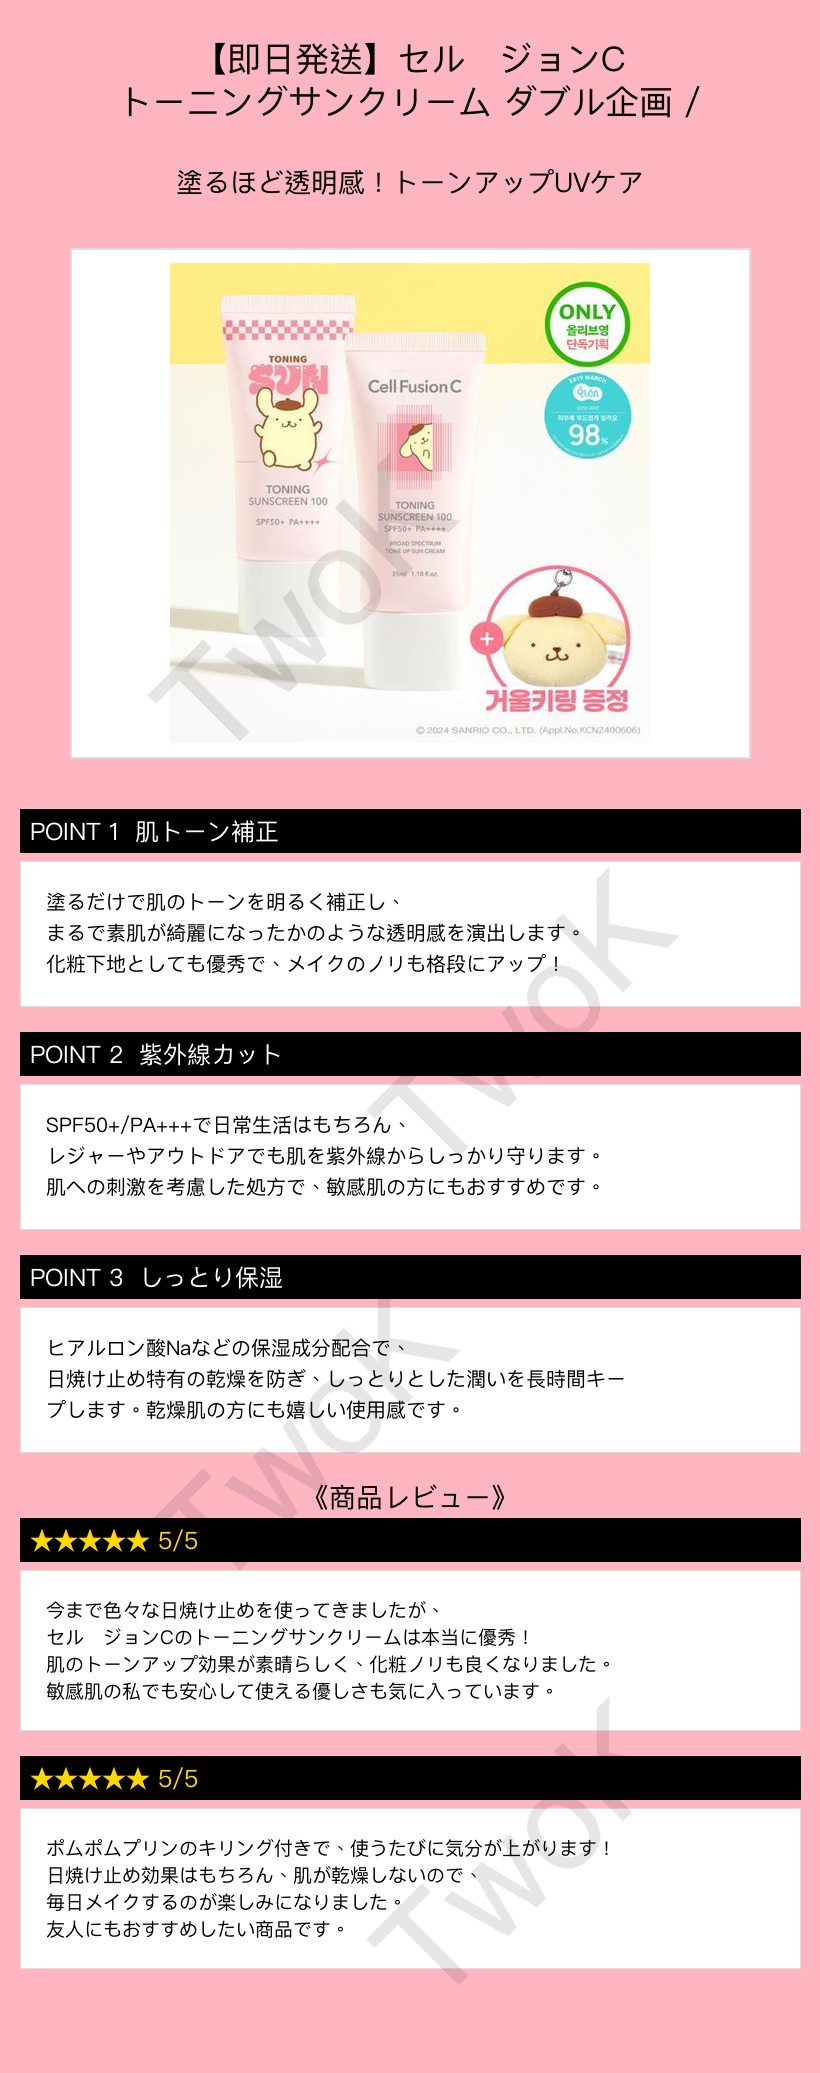 【即日発送】セル　ジョンC
トーニングサンクリーム ダブル企画 /
塗るほど透明感！トーンアップUVケア
TONING
SUN
TONING
SUNSCREEN 100
SPF50+ PA++++
Cell Fusion C
TONING
SUNSCREEN 100
SPF50+ PA++++
BROAD SPECTRUM
TONE UP SUN CREAM
35ml 1.18 fl.oz.
ONLY
올리브영
단독기획
2019 MARCH
피부에 부드럽게 발려요
98%
+
거울키링 증정
© 2024 SANRIO CO., LTD. (Appl.No.KCN2400606)
TwoK
POINT 1 肌トーン補正
塗るだけで肌のトーンを明るく補正し、
まるで素肌が綺麗になったかのような透明感を演出します。
化粧下地としても優秀で、メイクのノリも格段にアップ！
TwoK
POINT 2 紫外線カット
SPF50+/PA+++で日常生活はもちろん、
レジャーやアウトドアでも肌を紫外線からしっかり守ります。
肌への刺激を考慮した処方で、敏感肌の方にもおすすめです。
POINT 3 しっとり保湿
ヒアルロン酸Naなどの保湿成分配合で、
日焼け止め特有の乾燥を防ぎ、しっとりとした潤いを長時間キー
プします。乾燥肌の方にも嬉しい使用感です。
TwoK
《商品レビュー》
★★★★★ 5/5
今まで色々な日焼け止めを使ってきましたが、
セル　ジョンCのトーニングサンクリームは本当に優秀！
肌のトーンアップ効果が素晴らしく、化粧ノリも良くなりました。
敏感肌の私でも安心して使える優しさも気に入っています。
★★★★★ 5/5
ポムポムプリンのキリング付きで、使うたびに気分が上がります！
日焼け止め効果はもちろん、肌が乾燥しないので、
毎日メイクするのが楽しみになりました。
友人にもおすすめしたい商品です。
TwoK